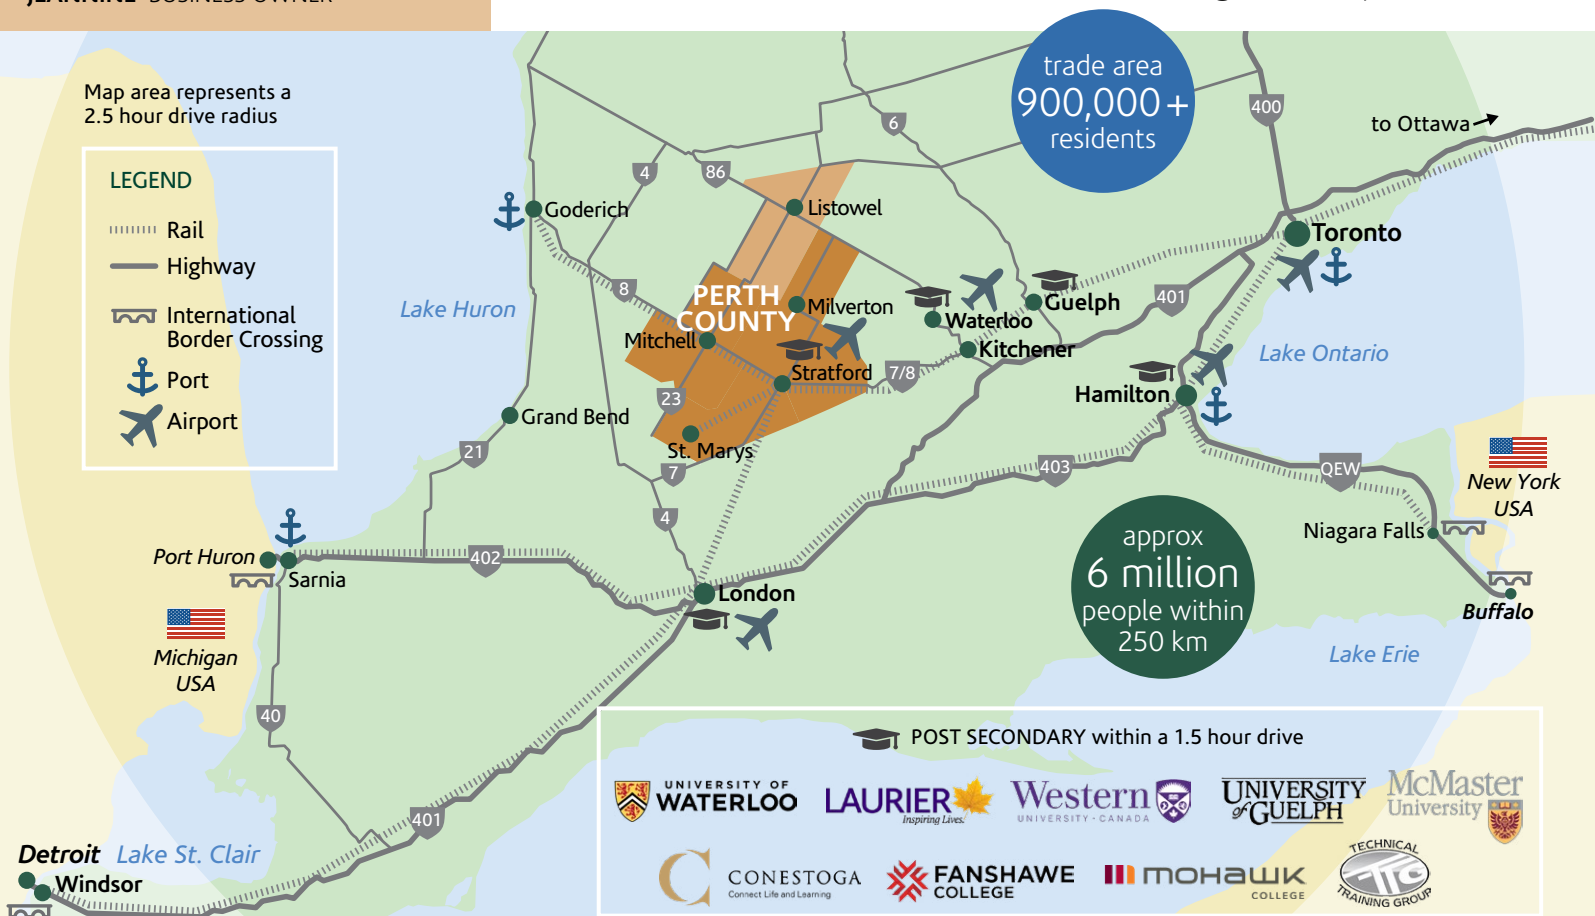 BUSINESS OWNER
Map area represents a
2.5 hour drive radius
LEGEND
Rail
Highway
International
Border Crossing
Port
Airport
trade area
900,000+
residents
to Ottawa
400
6
4
86
Goderich
Listowel
Toronto
8
PERTH
COUNTY
Milverton
Guelph
401
Lake Huron
Waterloo
Mitchell
Kitchener
Lake Ontario
Stratford
7/8
Hamilton
23
Grand Bend
21
St. Marys
7
403
QEW
New York
USA
4
Niagara Falls
Port Huron
Sarnia
402
approx
6 million
people within
250 km
London
Buffalo
Michigan
USA
Lake Erie
40
401
Detroit
Lake St. Clair
Windsor
POST SECONDARY within a 1.5 hour drive
UNIVERSITY OF
WATERLOO
LAURIER
Inspiring Lives.
Western
UNIVERSITY · CANADA
UNIVERSITY
of GUELPH
McMaster
University
CONESTOGA
Connect Life and Learning
FANSHAWE
COLLEGE
MOHAWK
COLLEGE
TECHNICAL
TTG
TRAINING GROUP